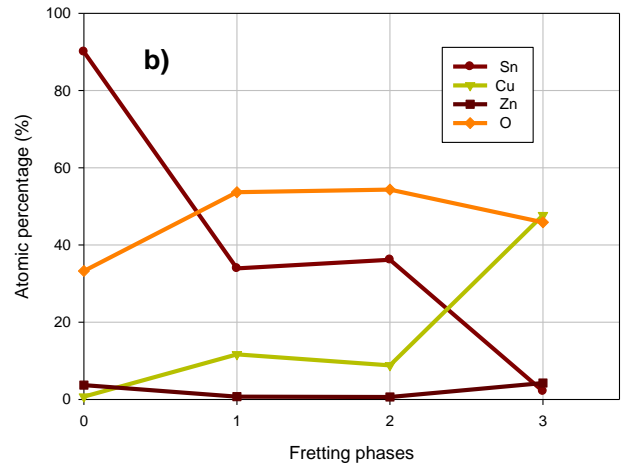 100
80
60
40
20
0
Atomic percentage (%)
b)
Sn
Cu
Zn
O
0 1 2 3
Fretting phases